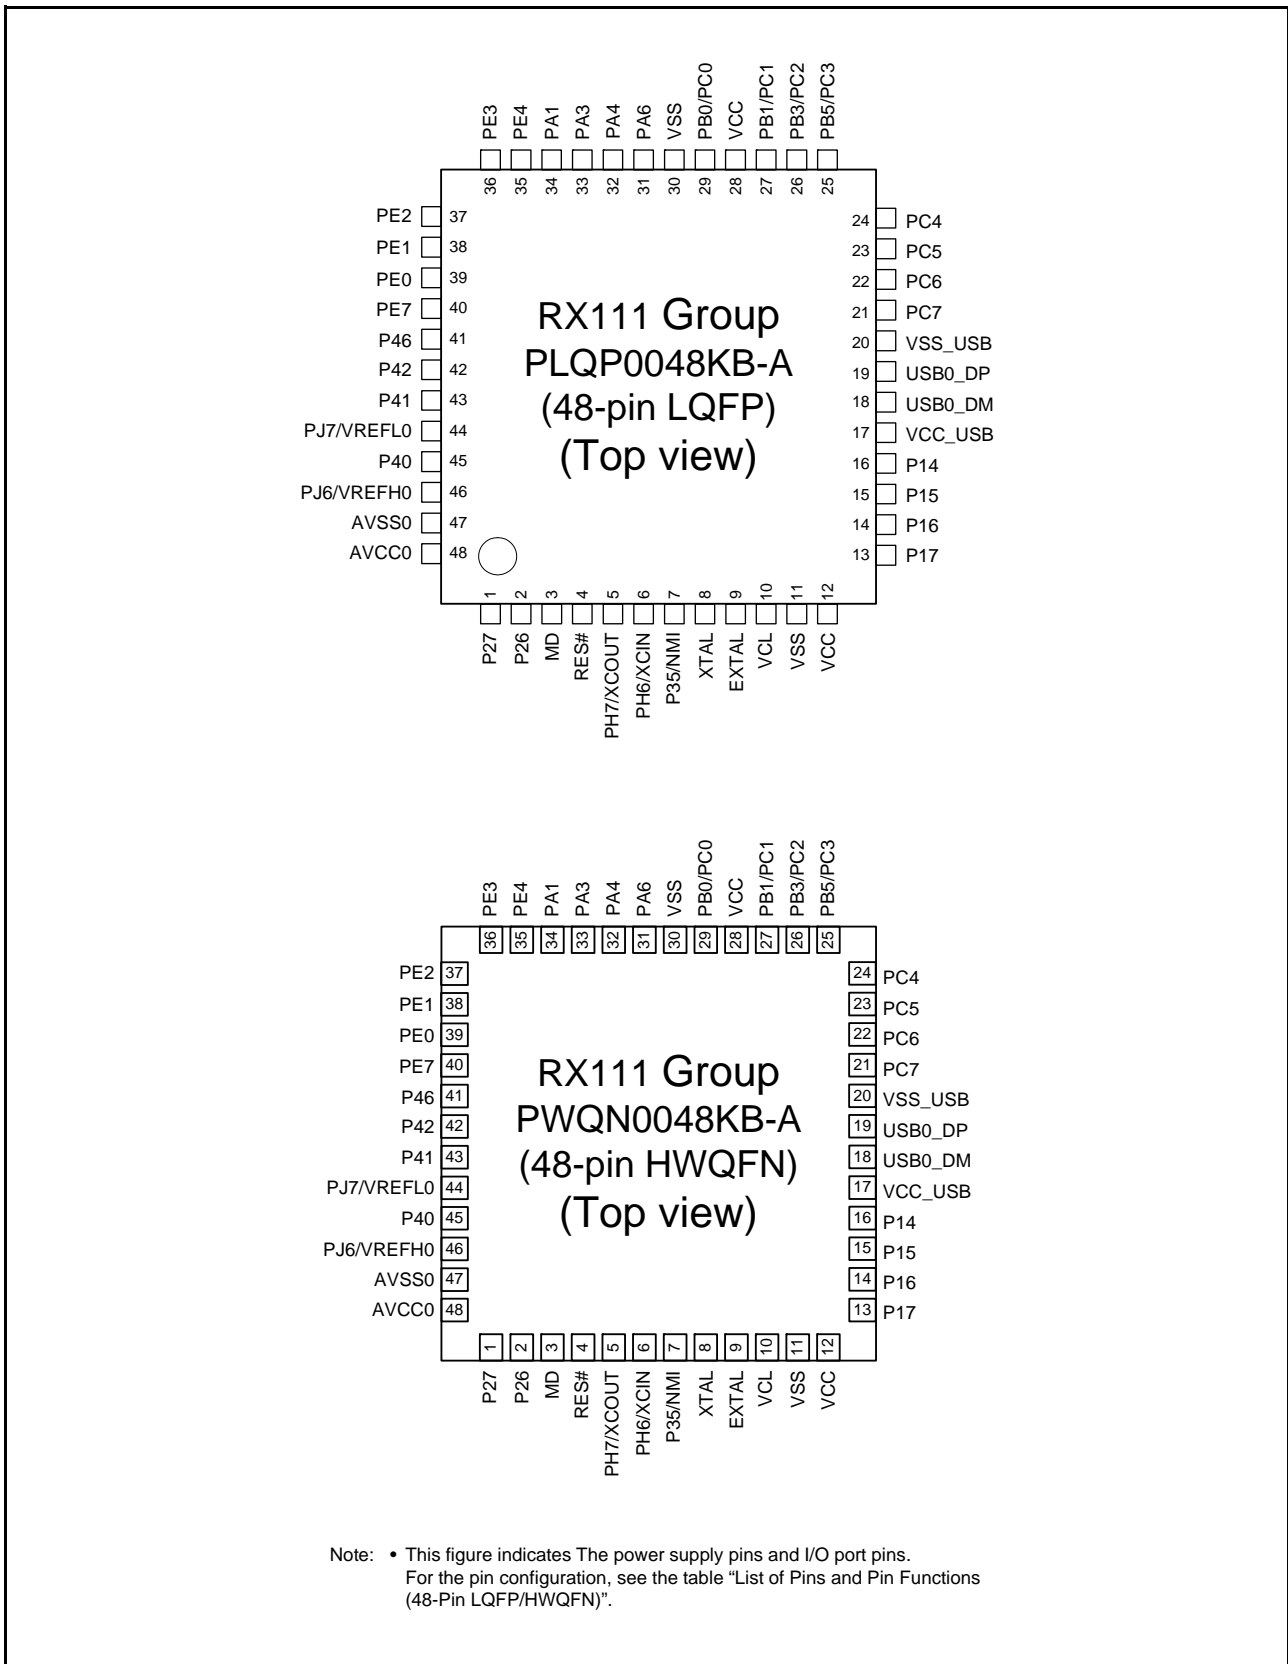 PE3
PE4
PA1
PA3
PA4
PA6
VSS
PB0/PC0
VCC
PB1/PC1
PB3/PC2
PB5/PC3
36
35
34
33
32
31
30
29
28
27
26
25
PE2 37
PE1 38
PE0 39
PE7 40
P46 41
P42 42
P41 43
PJ7/VREFL0 44
P40 45
PJ6/VREFH0 46
AVSS0 47
AVCC0 48
RX111 Group
PLQP0048KB-A
(48-pin LQFP)
(Top view)
24 PC4
23 PC5
22 PC6
21 PC7
20 VSS_USB
19 USB0_DP
18 USB0_DM
17 VCC_USB
16 P14
15 P15
14 P16
13 P17
1
2
3
4
5
6
7
8
9
10
11
12
P27
P26
MD
RES#
PH7/XCOUT
PH6/XCIN
P35/NMI
XTAL
EXTAL
VCL
VSS
VCC
PE3
PE4
PA1
PA3
PA4
PA6
VSS
PB0/PC0
VCC
PB1/PC1
PB3/PC2
PB5/PC3
36
35
34
33
32
31
30
29
28
27
26
25
PE2 37
PE1 38
PE0 39
PE7 40
P46 41
P42 42
P41 43
PJ7/VREFL0 44
P40 45
PJ6/VREFH0 46
AVSS0 47
AVCC0 48
RX111 Group
PWQN0048KB-A
(48-pin HWQFN)
(Top view)
24 PC4
23 PC5
22 PC6
21 PC7
20 VSS_USB
19 USB0_DP
18 USB0_DM
17 VCC_USB
16 P14
15 P15
14 P16
13 P17
1
2
3
4
5
6
7
8
9
10
11
12
P27
P26
MD
RES#
PH7/XCOUT
PH6/XCIN
P35/NMI
XTAL
EXTAL
VCL
VSS
VCC
Note: • This figure indicates The power supply pins and I/O port pins.
For the pin configuration, see the table “List of Pins and Pin Functions
(48-Pin LQFP/HWQFN)”.